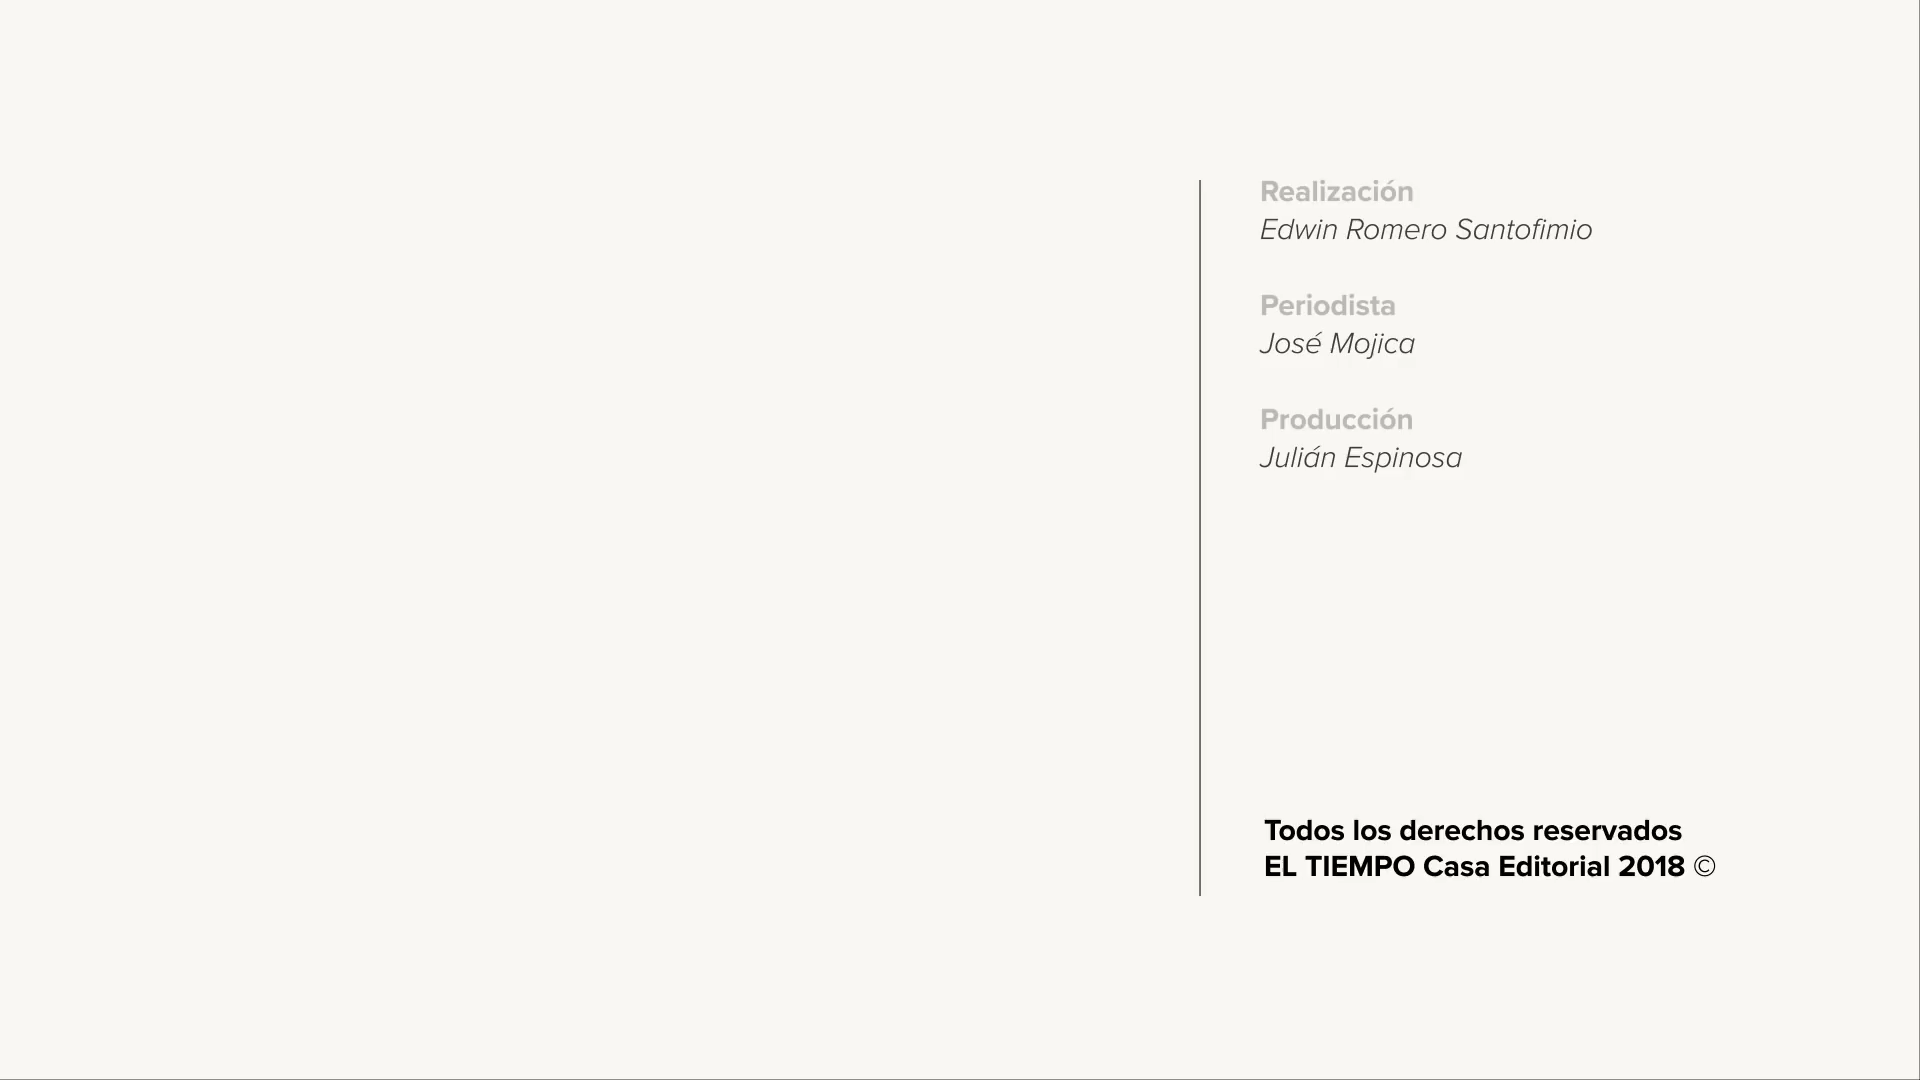 Realización
Edwin Romero Santofimio
Periodista
José Mojica
Producción
Julián Espinosa
Todos los derechos reservados
EL TIEMPO Casa Editorial 2018 ©